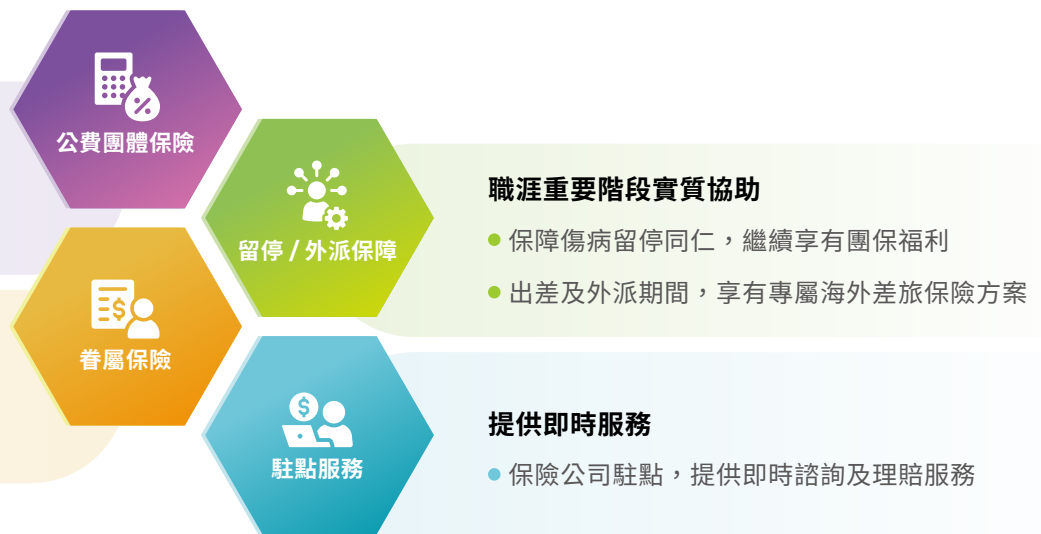 公費團體保險
留停 / 外派保障
職涯重要階段實質協助
保障傷病留停同仁，繼續享有團保福利
出差及外派期間，享有專屬海外差旅保險方案
眷屬保險
駐點服務
提供即時服務
保險公司駐點，提供即時諮詢及理賠服務